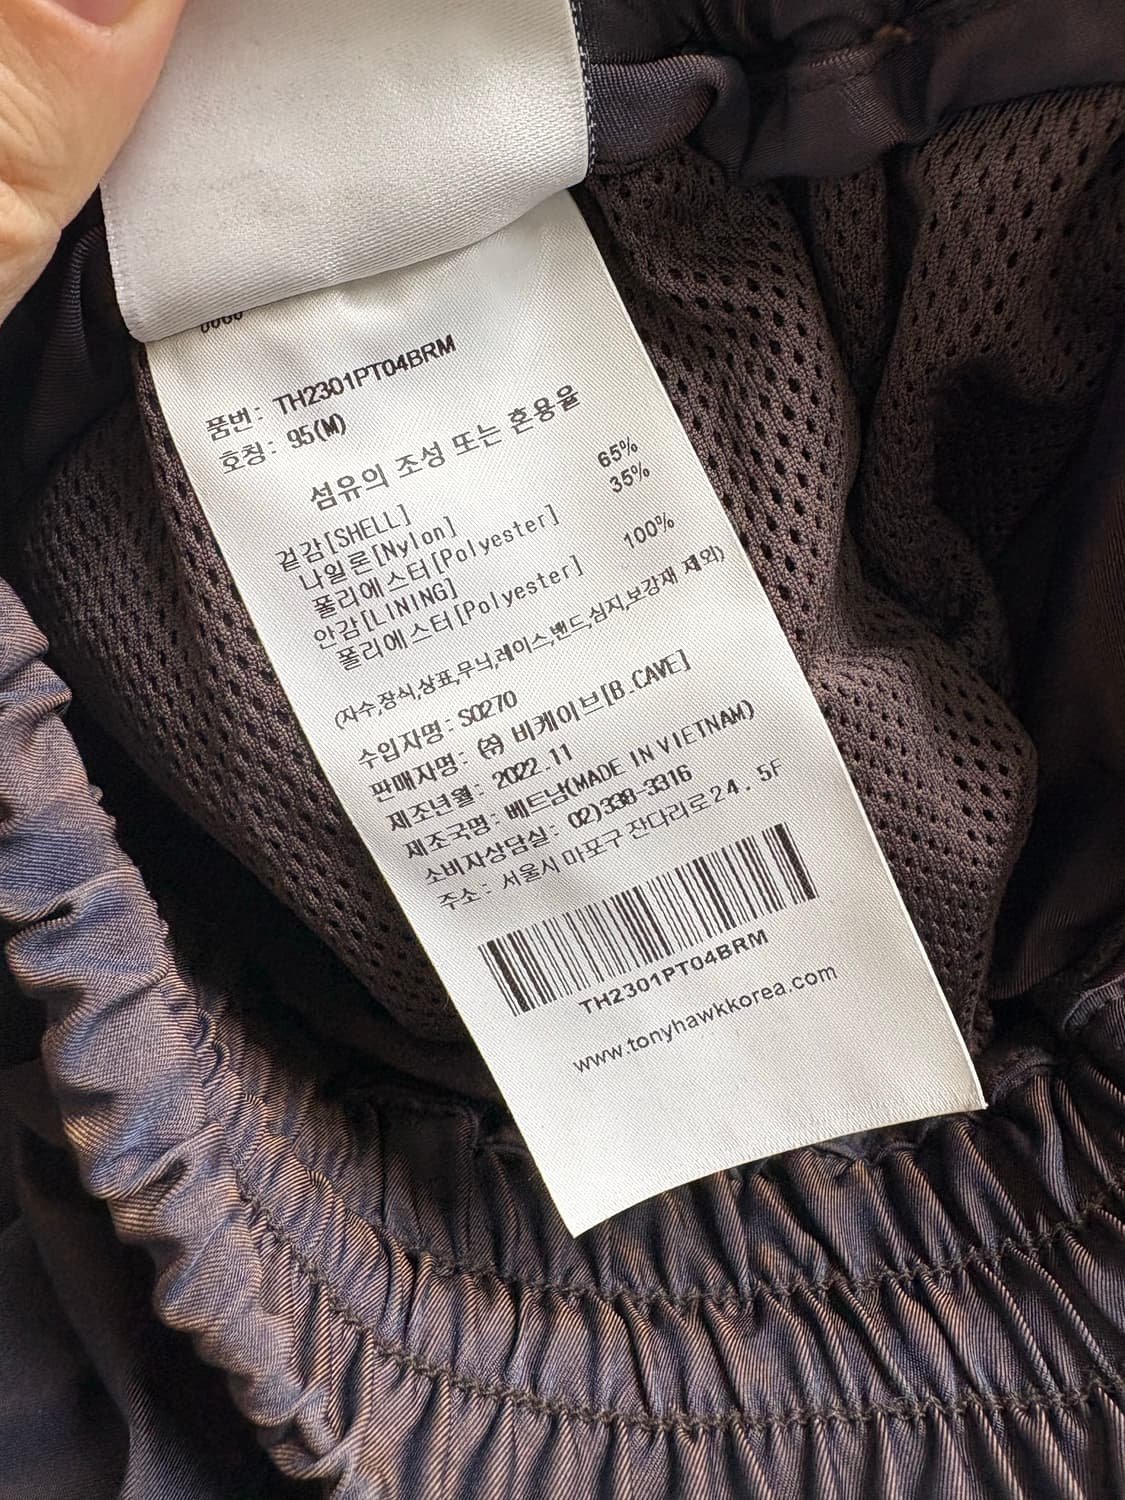 품번: TH2301PT04BRM
호칭: 95(M)
섬유의 조성 또는 혼용율
겉감[SHELL]
나일론[Nylon] 65%
폴리에스터[Polyester] 35%
안감[LINING]
폴리에스터[Polyester] 100%
(자수,장식,상표,무늬,레이스,밴드,심지,보강재 제외)
수입자명: S0270
판매자명: ㈜ 비케이브[B.CAVE]
제조년월: 2022.11
제조국명: 베트남(MADE IN VIETNAM)
소비자상담실: 02)338-3316
주소: 서울시 마포구 잔다리로24. 5F
TH2301PT04BRM
www.tonyhawkkorea.com